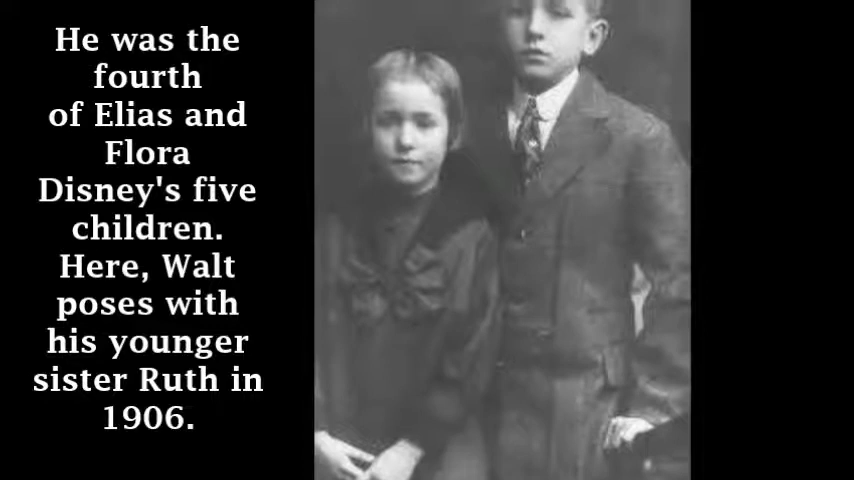 He was the
fourth
of Elias and
Flora
Disney's five
children.
Here, Walt
poses with
his younger
sister Ruth in
1906.